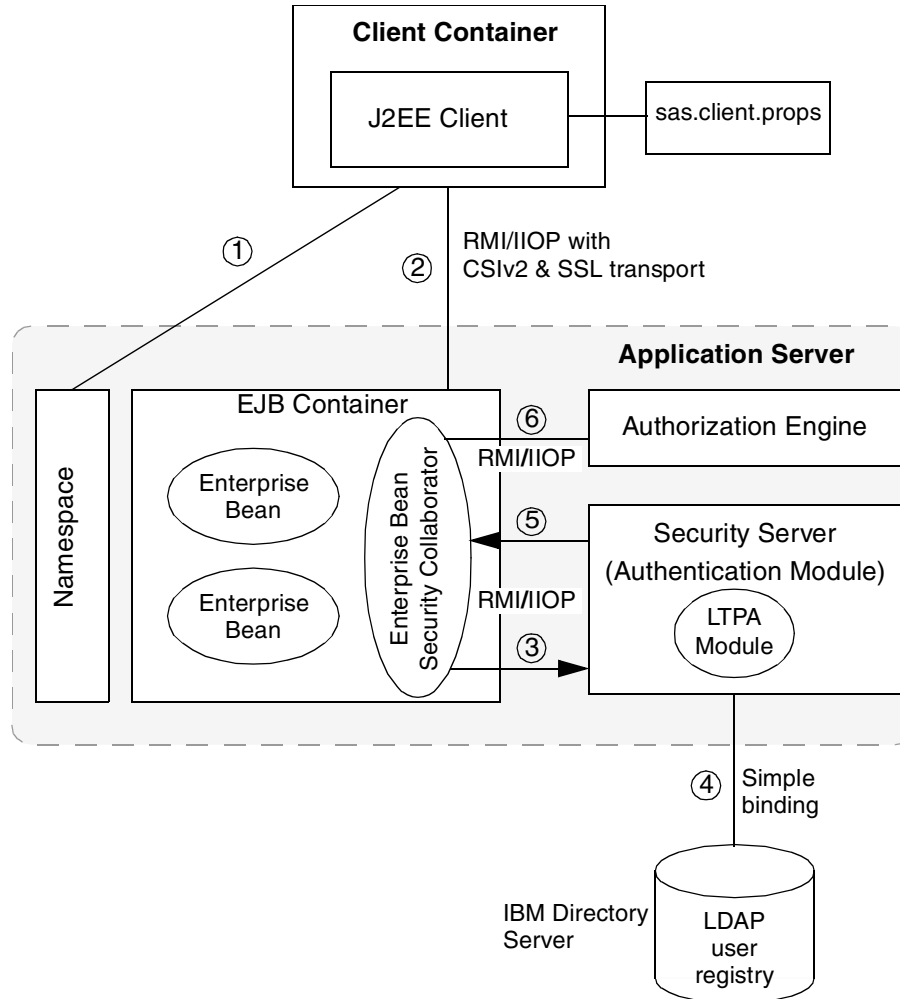 Client Container
J2EE Client
sas.client.props
1
2
RMI/IIOP with
CSIv2 & SSL transport
Application Server
Namespace
EJB Container
Enterprise
Bean
Enterprise
Bean
Enterprise Bean
Security Collaborator
6
RMI/IIOP
Authorization Engine
5
RMI/IIOP
3
Security Server
(Authentication Module)
LTPA
Module
4
Simple
binding
IBM Directory
Server
LDAP
user
registry